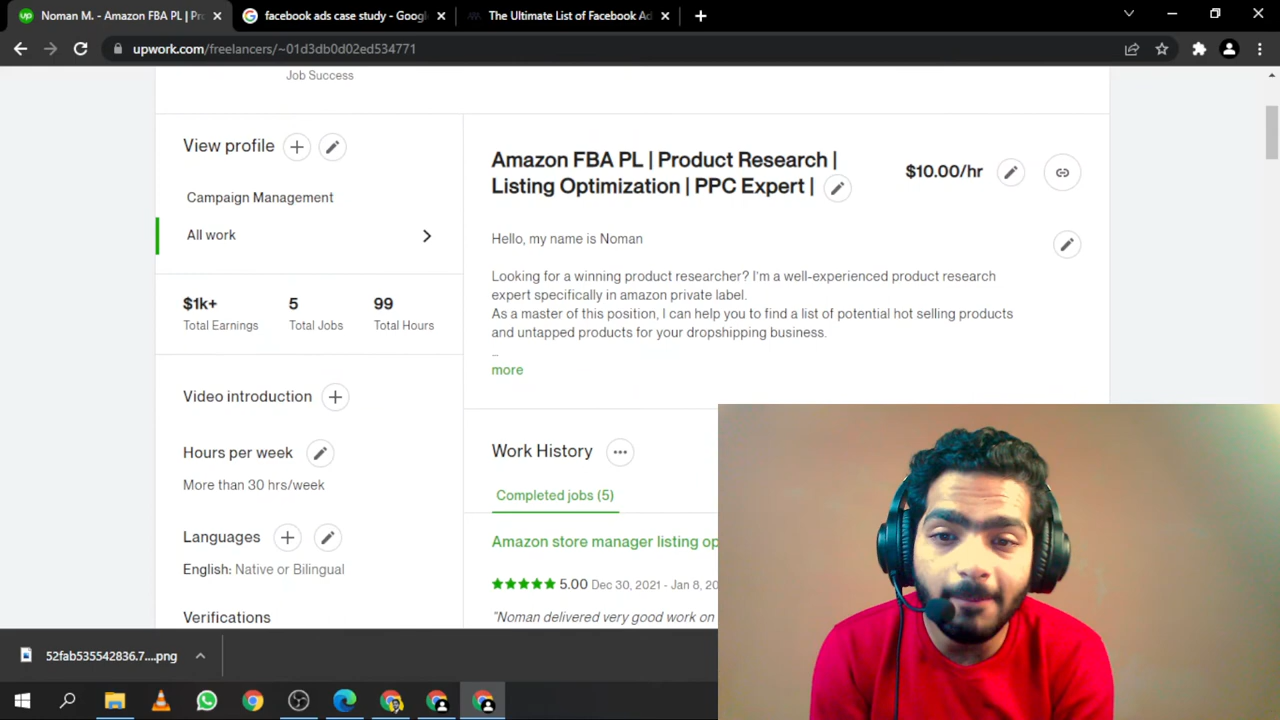 Noman M. - Amazon FBA PL | Pr
facebook ads case study - Googl
The Ultimate List of Facebook Ad
upwork.com/freelancers/~01d3db0d02ed534771
Job Success
View profile
Campaign Management
All work
$1k+
Total Earnings
5
Total Jobs
99
Total Hours
Video introduction
Hours per week
More than 30 hrs/week
Languages
English: Native or Bilingual
Verifications
Amazon FBA PL | Product Research |
Listing Optimization | PPC Expert |
$10.00/hr
Hello, my name is Noman
Looking for a winning product researcher? I'm a well-experienced product research
expert specifically in amazon private label.
As a master of this position, I can help you to find a list of potential hot selling products
and untapped products for your dropshipping business.
...
more
Work History
Completed jobs (5)
Amazon store manager listing op
5.00 Dec 30, 2021 - Jan 8, 20
"Noman delivered very good work on
52fab535542836.7....png